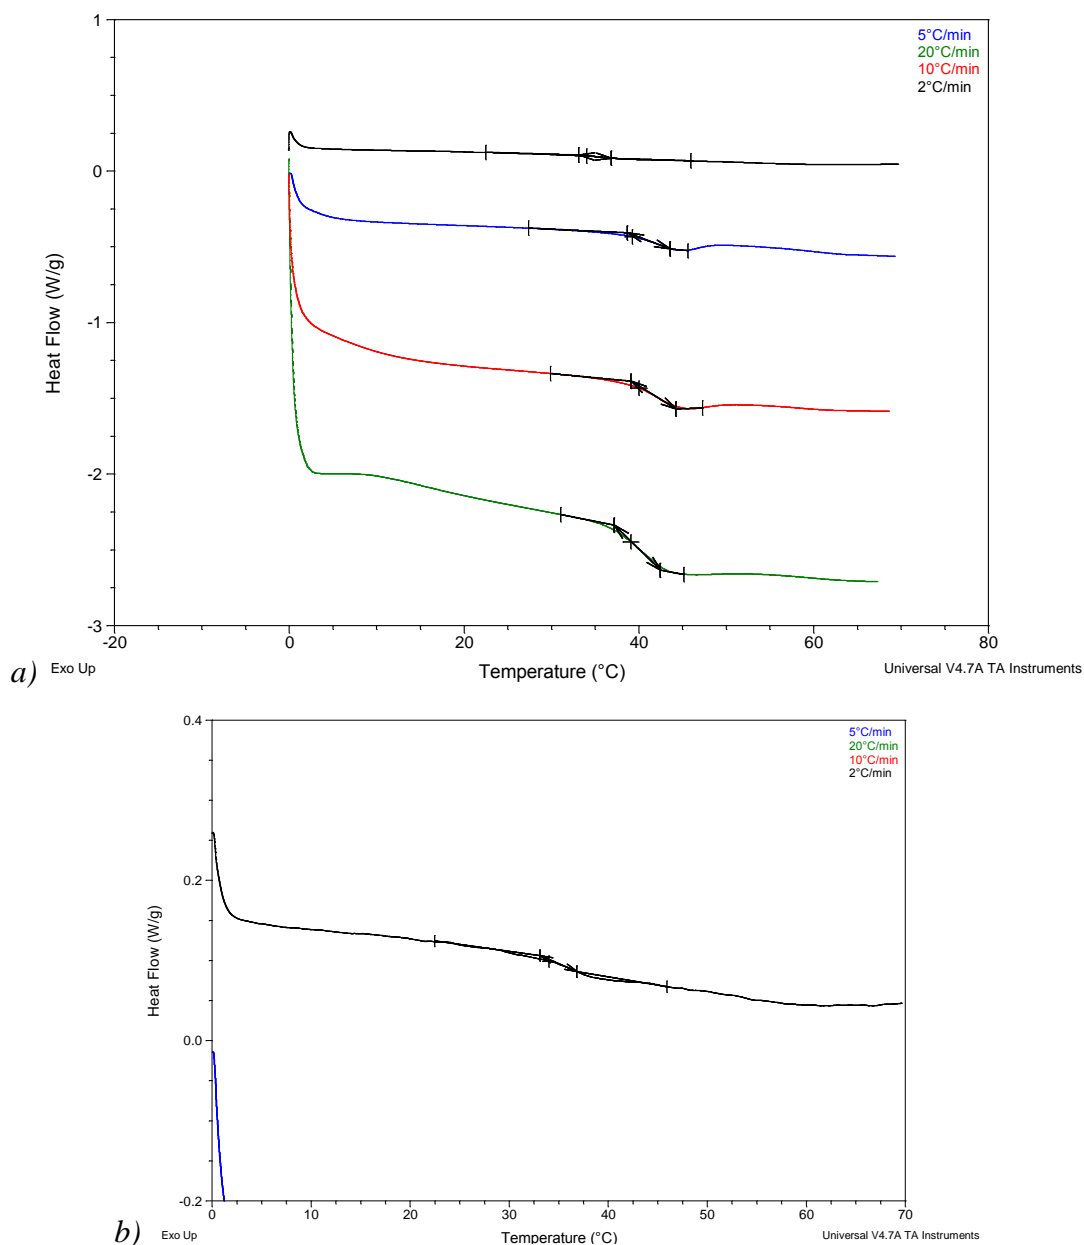 1
5°C/min
20°C/min
10°C/min
2°C/min
0
Heat Flow (W/g)
-1
-2
-3
-20 0 20 40 60 80
a) Exo Up Temperature (°C) Universal V4.7A TA Instruments
0.4
5°C/min
20°C/min
10°C/min
2°C/min
0.2
Heat Flow (W/g)
0.0
-0.2
0 10 20 30 40 50 60 70
b) Exo Up Temperature (°C) Universal V4.7A TA Instruments